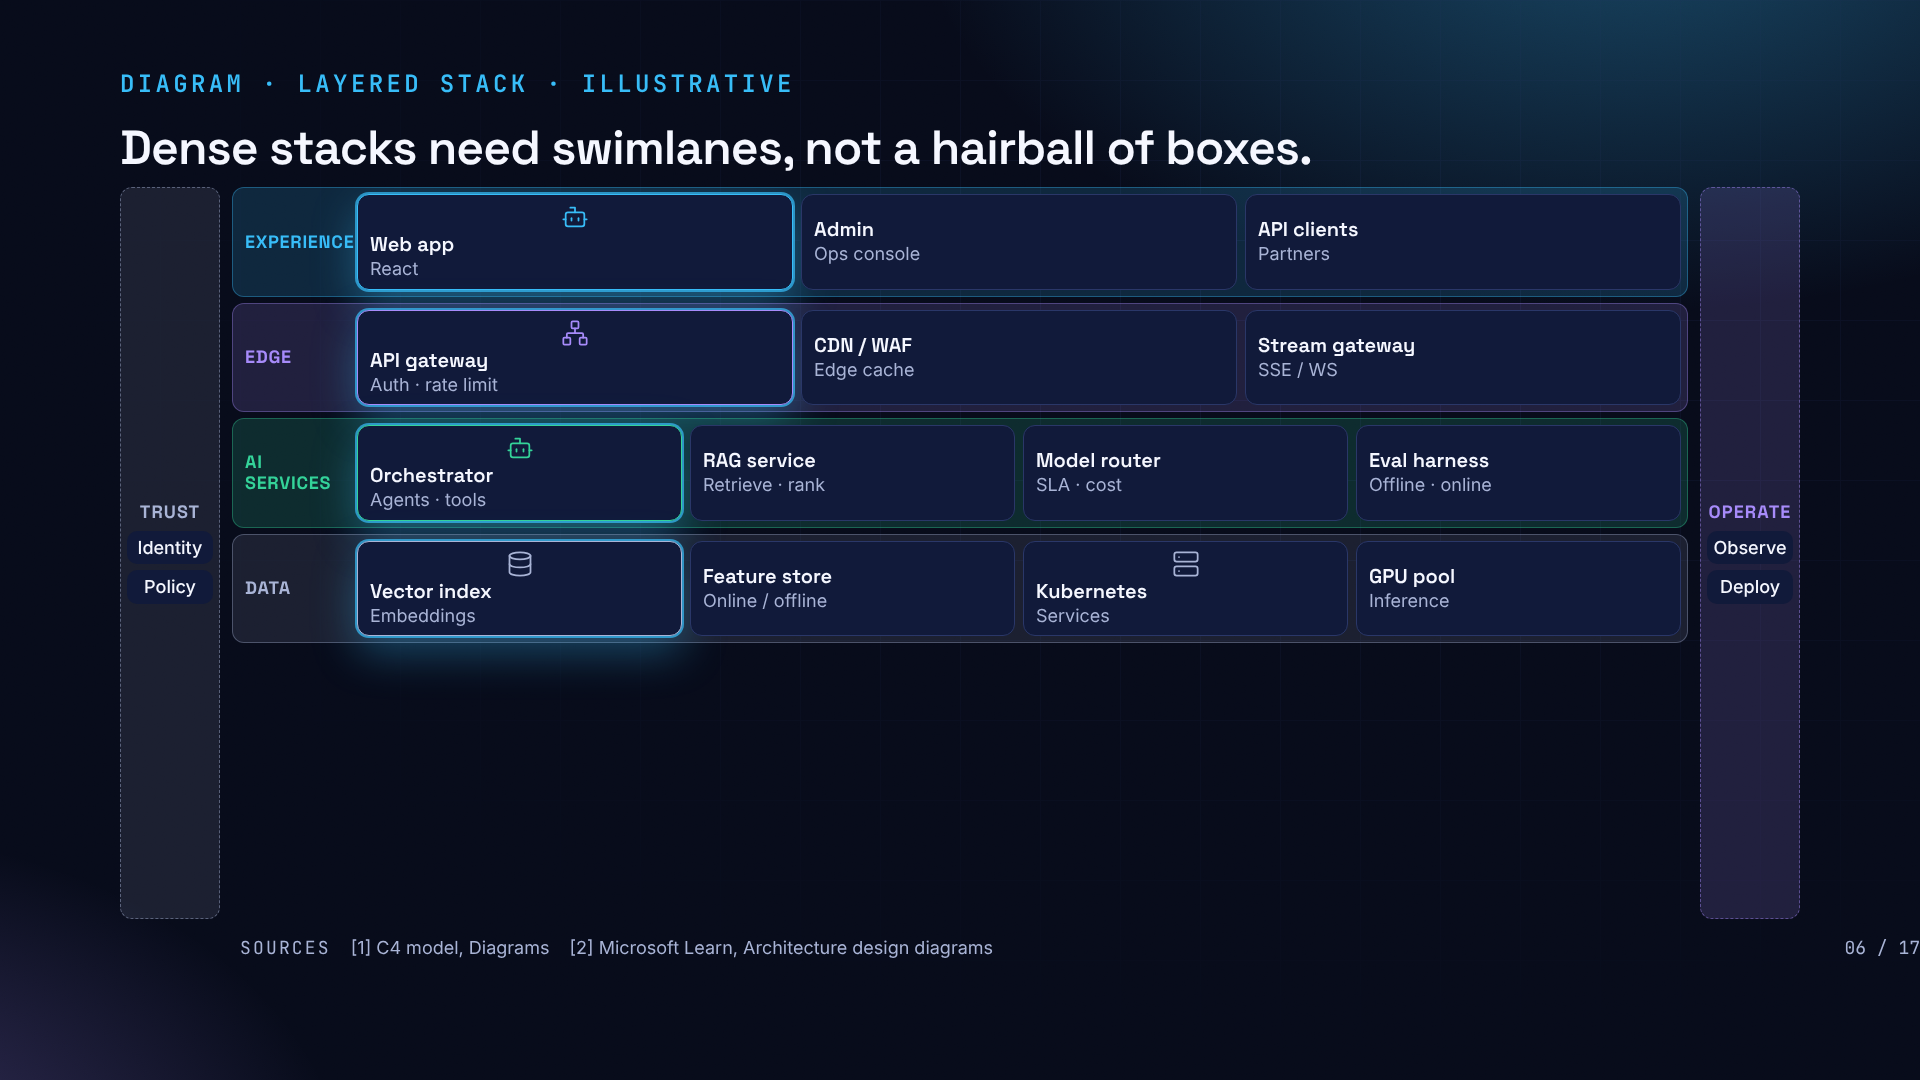 DIAGRAM · LAYERED STACK · ILLUSTRATIVE
Dense stacks need swimlanes, not a hairball of boxes.
TRUST
Identity
Policy
EXPERIENCE
Web app
React
Admin
Ops console
API clients
Partners
EDGE
API gateway
Auth · rate limit
CDN / WAF
Edge cache
Stream gateway
SSE / WS
AI
SERVICES
Orchestrator
Agents · tools
RAG service
Retrieve · rank
Model router
SLA · cost
Eval harness
Offline · online
DATA
Vector index
Embeddings
Feature store
Online / offline
Kubernetes
Services
GPU pool
Inference
OPERATE
Observe
Deploy
SOURCES [1] C4 model, Diagrams [2] Microsoft Learn, Architecture design diagrams
06 / 17